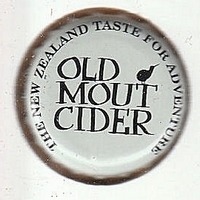 THE NEW ZEALAND TASTE FOR ADVENTURE
OLD
MOUT
CIDER